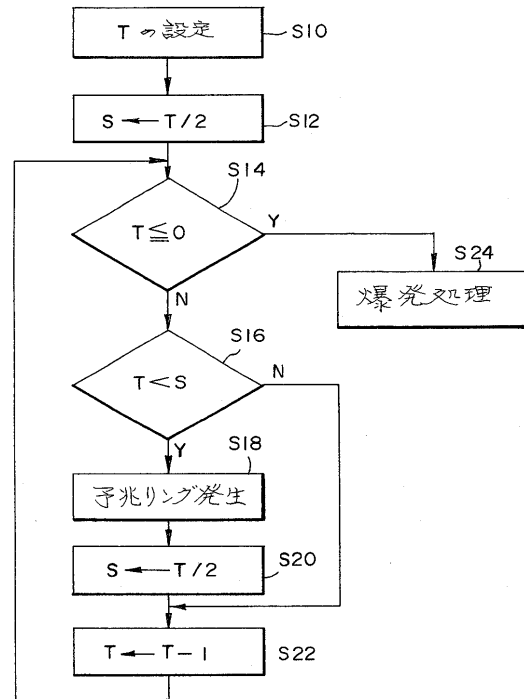 Tの設定
S10
S ← T/2
S12
S14
T≦0
Y
S24
爆発処理
N
S16
T<S
N
Y
S18
予兆リング発生
S20
S ← T/2
T ← T-1
S22